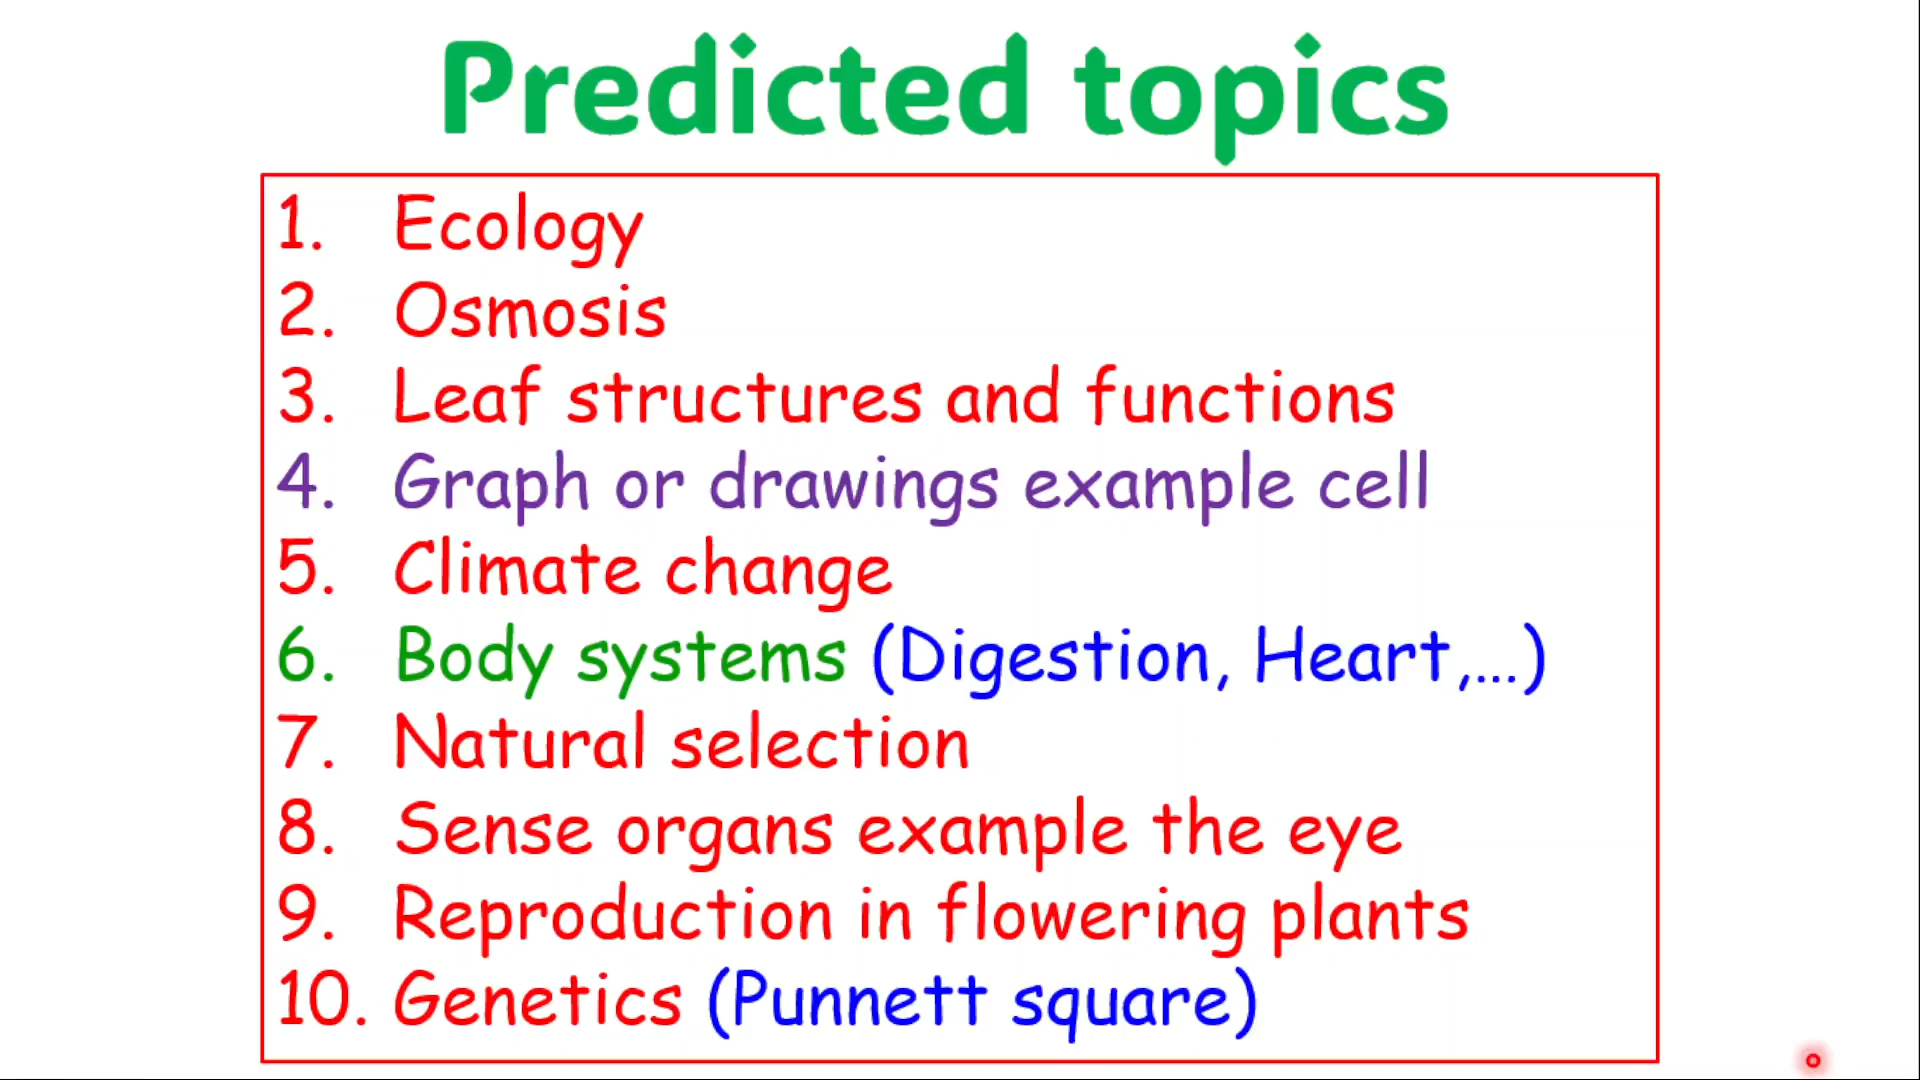 Predicted topics
1. Ecology
2. Osmosis
3. Leaf structures and functions
4. Graph or drawings example cell
5. Climate change
6. Body systems (Digestion, Heart,...)
7. Natural selection
8. Sense organs example the eye
9. Reproduction in flowering plants
10. Genetics (Punnett square)